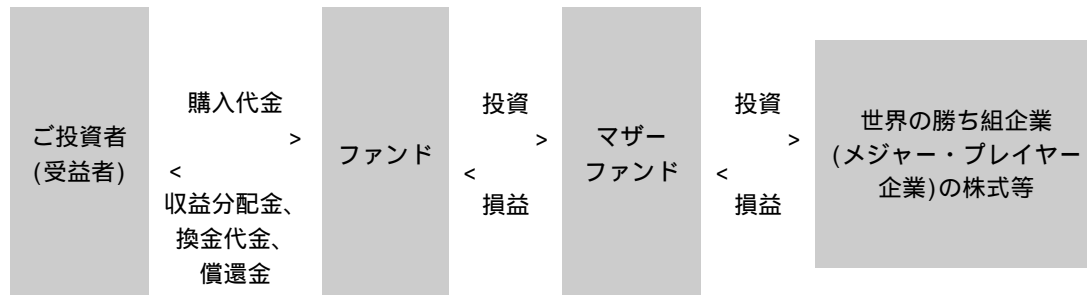 ご投資者
(受益者)
購入代金
>
<
収益分配金、
換金代金、
償還金
ファンド
投資
>
<
損益
マザー
ファンド
投資
>
<
損益
世界の勝ち組企業
(メジャー・プレイヤー
企業)の株式等